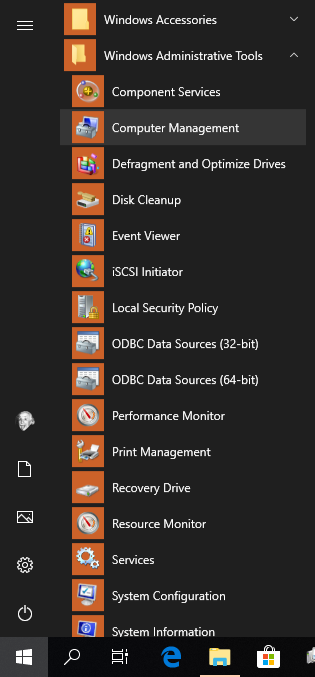 Windows Accessories
Windows Administrative Tools
Component Services
Computer Management
Defragment and Optimize Drives
Disk Cleanup
Event Viewer
iSCSI Initiator
Local Security Policy
ODBC Data Sources (32-bit)
ODBC Data Sources (64-bit)
Performance Monitor
Print Management
Recovery Drive
Resource Monitor
Services
System Configuration
System Information